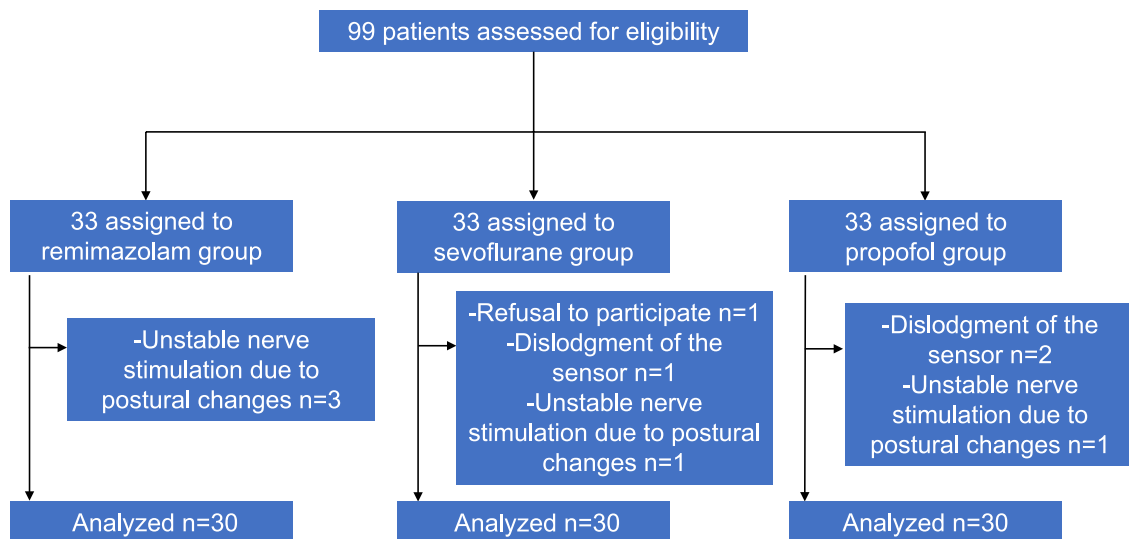 99 patients assessed for eligibility
33 assigned to
remimazolam group
33 assigned to
sevoflurane group
33 assigned to
propofol group
-Unstable nerve
stimulation due to
postural changes n=3
-Refusal to participate n=1
-Dislodgment of the
sensor n=1
-Unstable nerve
stimulation due to postural
changes n=1
-Dislodgment of the
sensor n=2
-Unstable nerve
stimulation due to
postural changes n=1
Analyzed n=30
Analyzed n=30
Analyzed n=30